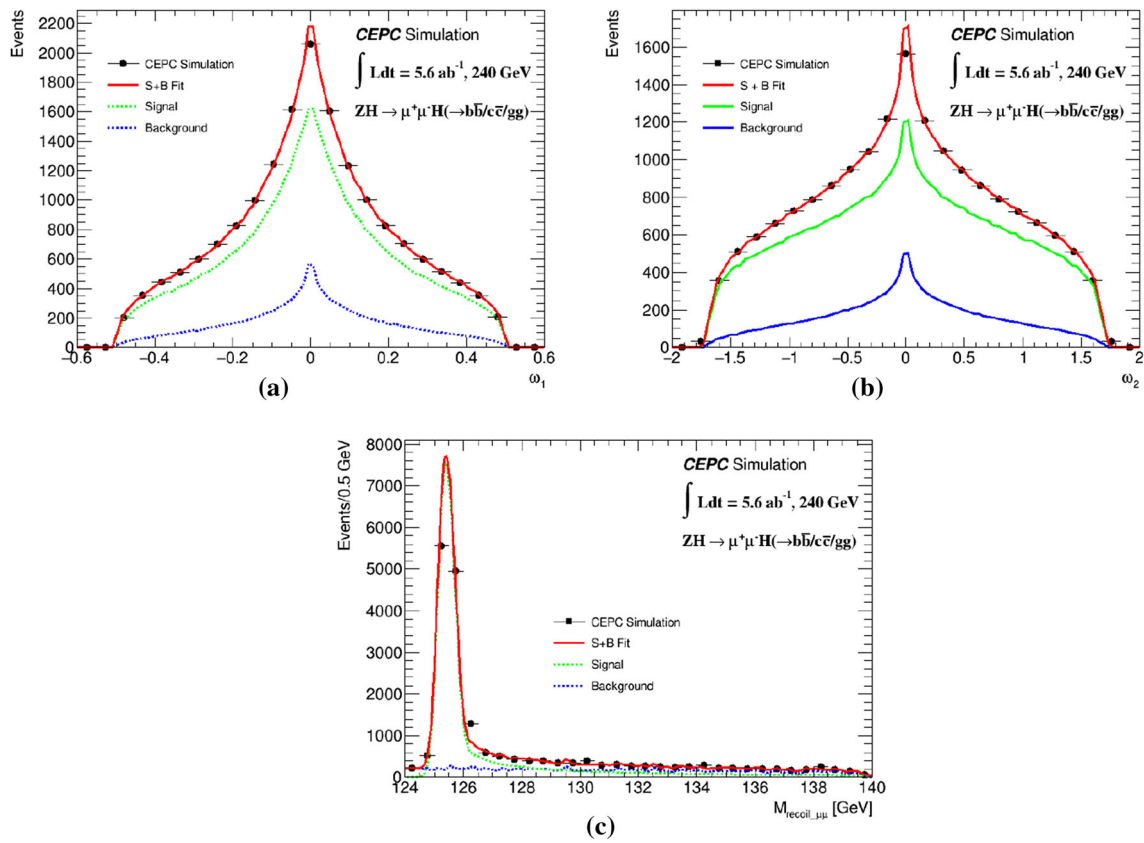 Events
2200
2000
1800
1600
1400
1200
1000
800
600
400
200
0
−0.6 −0.4 −0.2 0 0.2 0.4 0.6
ω₁
CEPC Simulation
∫ Ldt = 5.6 ab⁻¹, 240 GeV
ZH → μ⁺μ⁻H(→bb̅/cc̅/gg)
CEPC Simulation
S+B Fit
Signal
Background
(a)
Events
1600
1400
1200
1000
800
600
400
200
0
−2 −1.5 −1 −0.5 0 0.5 1 1.5 2
ω₂
CEPC Simulation
∫ Ldt = 5.6 ab⁻¹, 240 GeV
ZH → μ⁺μ⁻H(→bb̅/cc̅/gg)
CEPC Simulation
S + B Fit
Signal
Background
(b)
Events/0.5 GeV
8000
7000
6000
5000
4000
3000
2000
1000
0
124 126 128 130 132 134 136 138 140
M_recoil_μμ [GeV]
CEPC Simulation
∫ Ldt = 5.6 ab⁻¹, 240 GeV
ZH → μ⁺μ⁻H(→bb̅/cc̅/gg)
CEPC Simulation
S+B Fit
Signal
Background
(c)